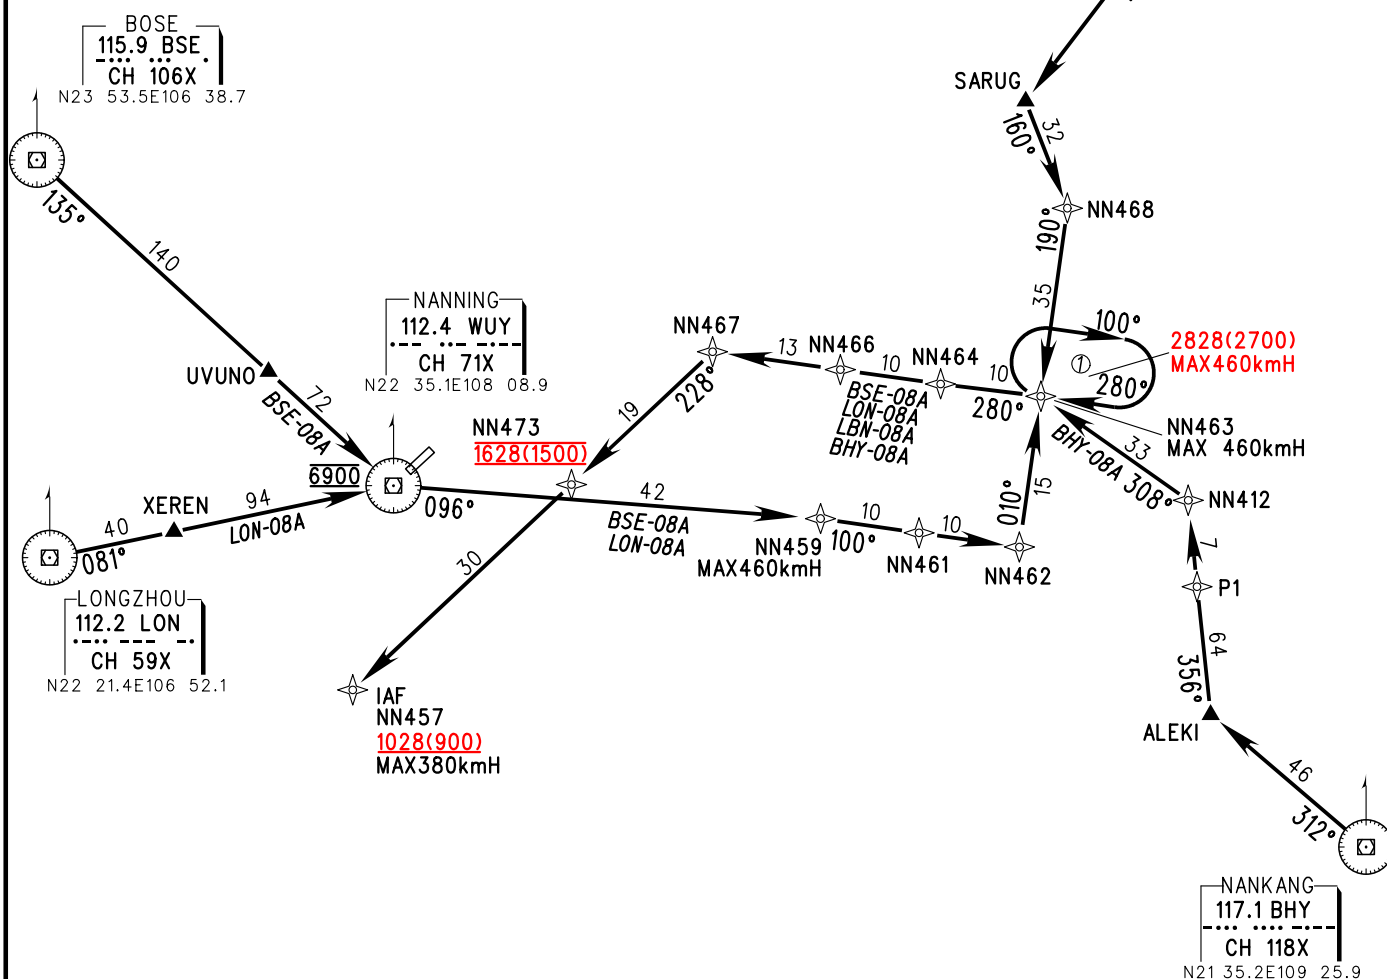 BOSE
115.9 BSE
CH 106X
N23 53.5E106 38.7
135°
140
UVUNO
72
BSE-08A
NANNING
112.4 WUY
CH 71X
N22 35.1E108 08.9
6900
096°
XEREN
40
94
LON-08A
081°
LONGZHOU
112.2 LON
CH 59X
N22 21.4E106 52.1
SARUG
32
160°
NN468
190°
35
100°
2828(2700)
MAX460kmH
①
280°
NN463
MAX 460kmH
NN467
13
NN466
10
NN464
10
280°
BSE-08A
LON-08A
LBN-08A
BHY-08A
228°
19
NN473
1628(1500)
42
BSE-08A
LON-08A
NN459
MAX460kmH
10
100°
NN461
10
NN462
010°
15
33
BHY-08A 308°
NN412
7
P1
64
356°
ALEKI
46
312°
30
IAF
NN457
1028(900)
MAX380kmH
NANKANG
117.1 BHY
CH 118X
N21 35.2E109 25.9